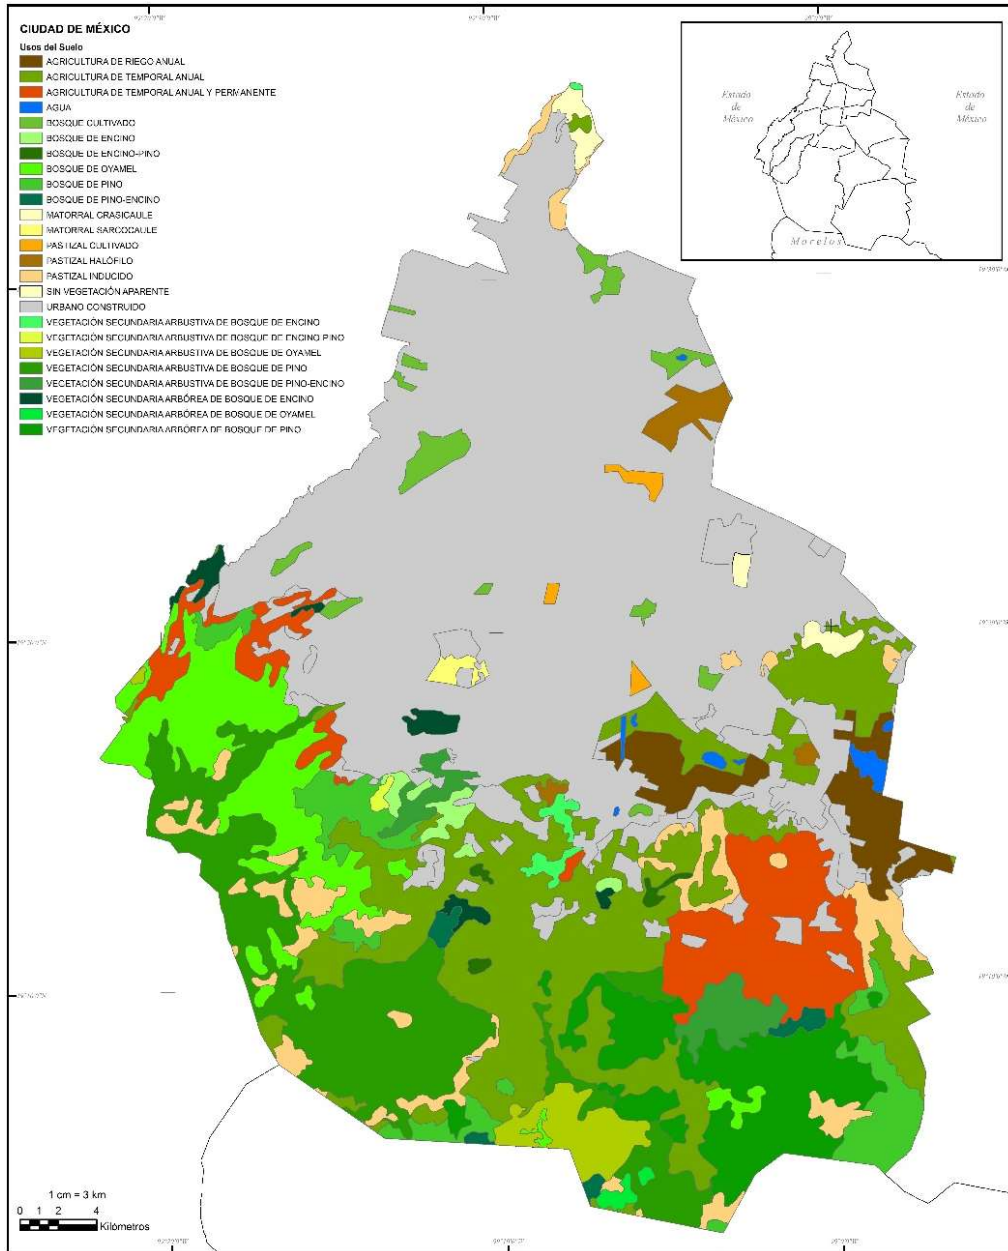 CIUDAD DE MÉXICO
Usos del Suelo
AGRICULTURA DE RIEGO ANUAL
AGRICULTURA DE TEMPORAL ANUAL
AGRICULTURA DE TEMPORAL ANUAL Y PERMANENTE
AGUA
BOSQUE CULTIVADO
BOSQUE DE ENCINO
BOSQUE DE ENCINO-PINO
BOSQUE DE OYAMEL
BOSQUE DE PINO
BOSQUE DE PINO-ENCINO
MATORRAL CRASICAULE
MATORRAL SARCOCAULE
PASTIZAL CULTIVADO
PASTIZAL HALÓFILO
PASTIZAL INDUCIDO
SIN VEGETACIÓN APARENTE
URBANO CONSTRUIDO
VEGETACIÓN SECUNDARIA ARBUSTIVA DE BOSQUE DE ENCINO
VEGETACIÓN SECUNDARIA ARBUSTIVA DE BOSQUE DE ENCINO-PINO
VEGETACIÓN SECUNDARIA ARBUSTIVA DE BOSQUE DE OYAMEL
VEGETACIÓN SECUNDARIA ARBUSTIVA DE BOSQUE DE PINO
VEGETACIÓN SECUNDARIA ARBUSTIVA DE BOSQUE DE PINO-ENCINO
VEGETACIÓN SECUNDARIA ARBÓREA DE BOSQUE DE ENCINO
VEGETACIÓN SECUNDARIA ARBÓREA DE BOSQUE DE OYAMEL
VEGETACIÓN SECUNDARIA ARBÓREA DE BOSQUE DE PINO
Estado
de
México
Estado
de
México
Morelos
1 cm = 3 km
0 1 2 4
Kilómetros